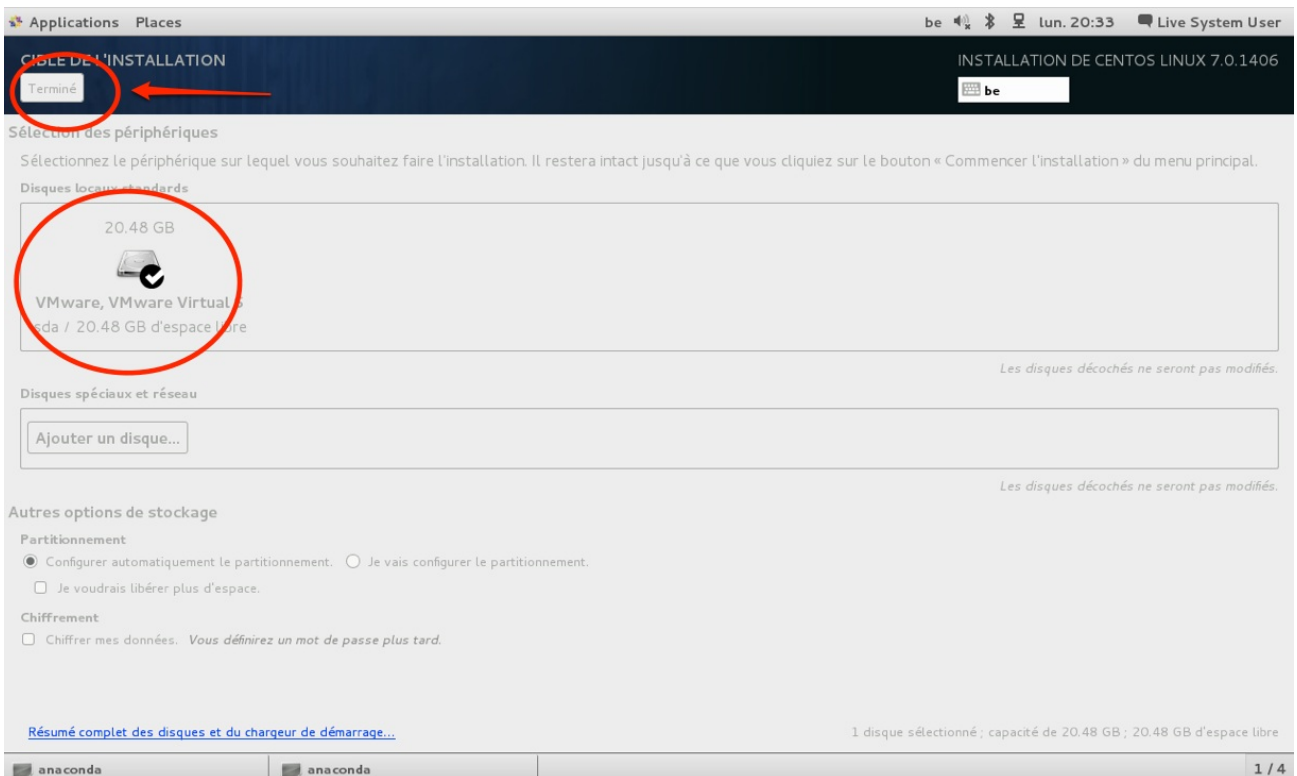 Applications Places be lun. 20:33 Live System User
CIBLE DE L'INSTALLATION INSTALLATION DE CENTOS LINUX 7.0.1406
Terminé be
Sélection des périphériques
Sélectionnez le périphérique sur lequel vous souhaitez faire l'installation. Il restera intact jusqu'à ce que vous cliquiez sur le bouton « Commencer l'installation » du menu principal.
Disques locaux standards
20.48 GB
VMware, VMware Virtual S
sda / 20.48 GB d'espace libre
Les disques décochés ne seront pas modifiés.
Disques spéciaux et réseau
Ajouter un disque...
Les disques décochés ne seront pas modifiés.
Autres options de stockage
Partitionnement
Configurer automatiquement le partitionnement. Je vais configurer le partitionnement.
Je voudrais libérer plus d'espace.
Chiffrement
Chiffrer mes données. Vous définirez un mot de passe plus tard.
Résumé complet des disques et du chargeur de démarrage... 1 disque sélectionné ; capacité de 20.48 GB ; 20.48 GB d'espace libre
anaconda anaconda 1 / 4